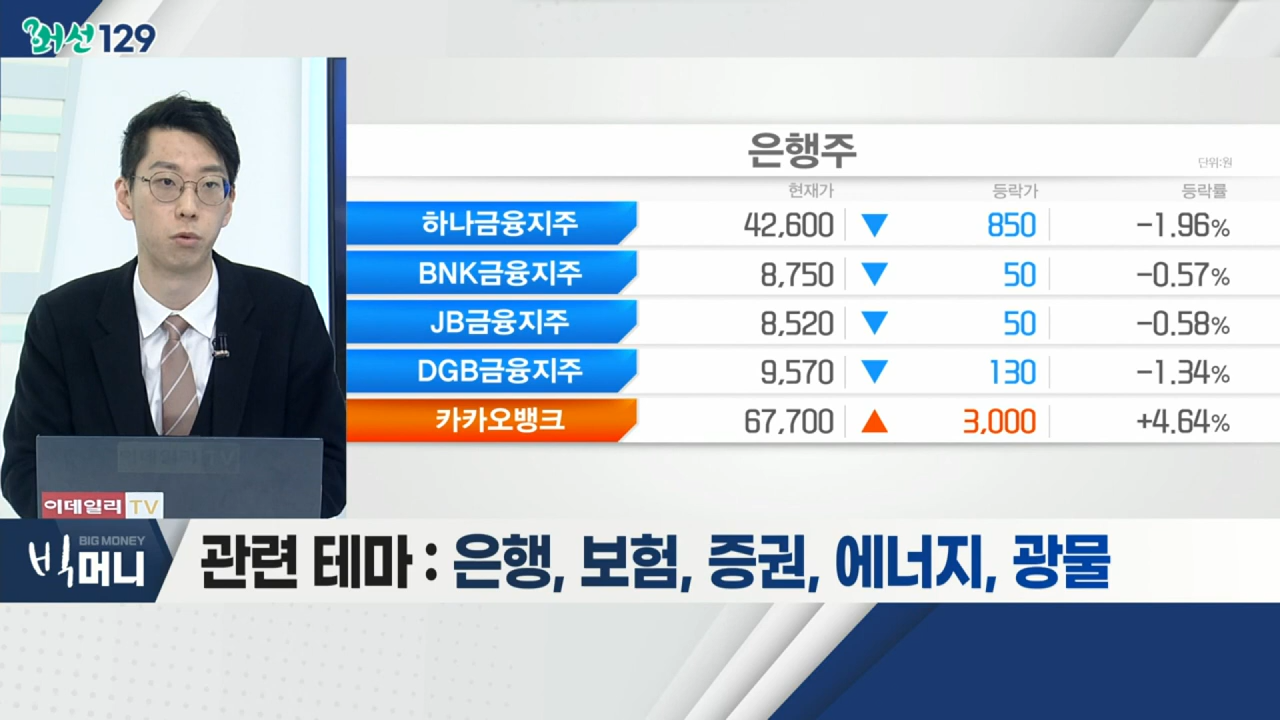 머선129
은행주
단위:원
현재가 등락가 등락률
하나금융지주 42,600 ▼ 850 -1.96%
BNK금융지주 8,750 ▼ 50 -0.57%
JB금융지주 8,520 ▼ 50 -0.58%
DGB금융지주 9,570 ▼ 130 -1.34%
카카오뱅크 67,700 ▲ 3,000 +4.64%
이데일리 TV
BIG MONEY
빅머니
관련 테마 : 은행, 보험, 증권, 에너지, 광물